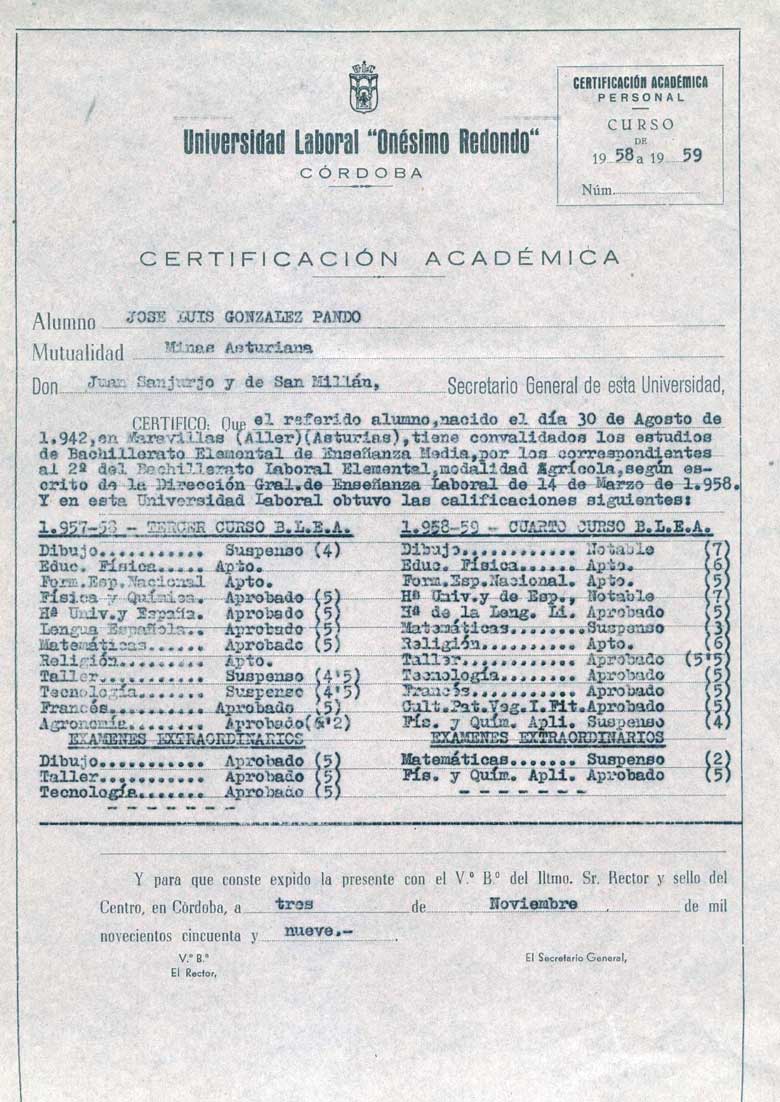 Universidad Laboral "Onésimo Redondo"
CÓRDOBA
CERTIFICACIÓN ACADÉMICA
PERSONAL
CURSO
DE
1958 a 1959
Núm.
CERTIFICACIÓN ACADÉMICA
Alumno JOSE LUIS GONZALEZ PANDO
Mutualidad Minas Asturiana
Don Juan Sanjurjo y de San Millán, Secretario General de esta Universidad,
CERTIFICO: Que el referido alumno,nacido el día 30 de Agosto de
1.942,en Maravillas (Aller)(Asturias),tiene convalidados los estudios
de Bachillerato Elemental de Enseñanza Media,por los correspondientes
al 2º del Bachillerato Laboral Elemental,modalidad Agrícola,según es-
crito de la Dirección Gral.de Enseñanza Laboral de 14 de Marzo de 1.958.
Y en esta Universidad Laboral obtuvo las calificaciones siguientes:
1.957-58 - TERCER CURSO B.L.E.A.
Dibujo............ Suspenso (4)
Educ. Física..... Apto.
Form.Esp.Nacional Apto.
Física y Química. Aprobado (5)
Hª Univ.y España. Aprobado (5)
Lengua Española.. Aprobado (5)
Matemáticas...... Aprobado (5)
Religión......... Apto.
Taller........... Suspenso (4'5)
Tecnología....... Suspenso (4'5)
Francés......... Aprobado (5)
Agronomía....... Aprobado( '2)
EXAMENES EXTRAORDINARIOS
Dibujo........... Aprobado (5)
Taller........... Aprobado (5)
Tecnología....... Aprobado (5)
1.958-59 - CUARTO CURSO B.L.E.A.
Dibujo........... Notable (7)
Educ. Física..... Apto. (6)
Form.Esp.Nacional. Apto. (5)
Hª Univ.y de Esp., Notable (7)
Hª de la Leng. Li. Aprobado (5)
Matemáticas.......Suspenso (3)
Religión......... Apto. (6)
Taller........... Aprobado (5'5)
Tecnología....... Aprobado (5)
Francés.......... Aprobado (5)
Cult.Pat.Veg.I.Fit.Aprobado (5)
Fís. y Quím. Apli. Suspenso (4)
EXAMENES EXTRAORDINARIOS
Matemáticas....... Suspenso (2)
Fís. y Quím. Apli. Aprobado (5)
Y para que conste expido la presente con el V.º B.º del Iltmo. Sr. Rector y sello del
Centro, en Córdoba, a tres de Noviembre de mil
novecientos cincuenta y nueve.-
V.º B.º
El Rector,
El Secretario General,